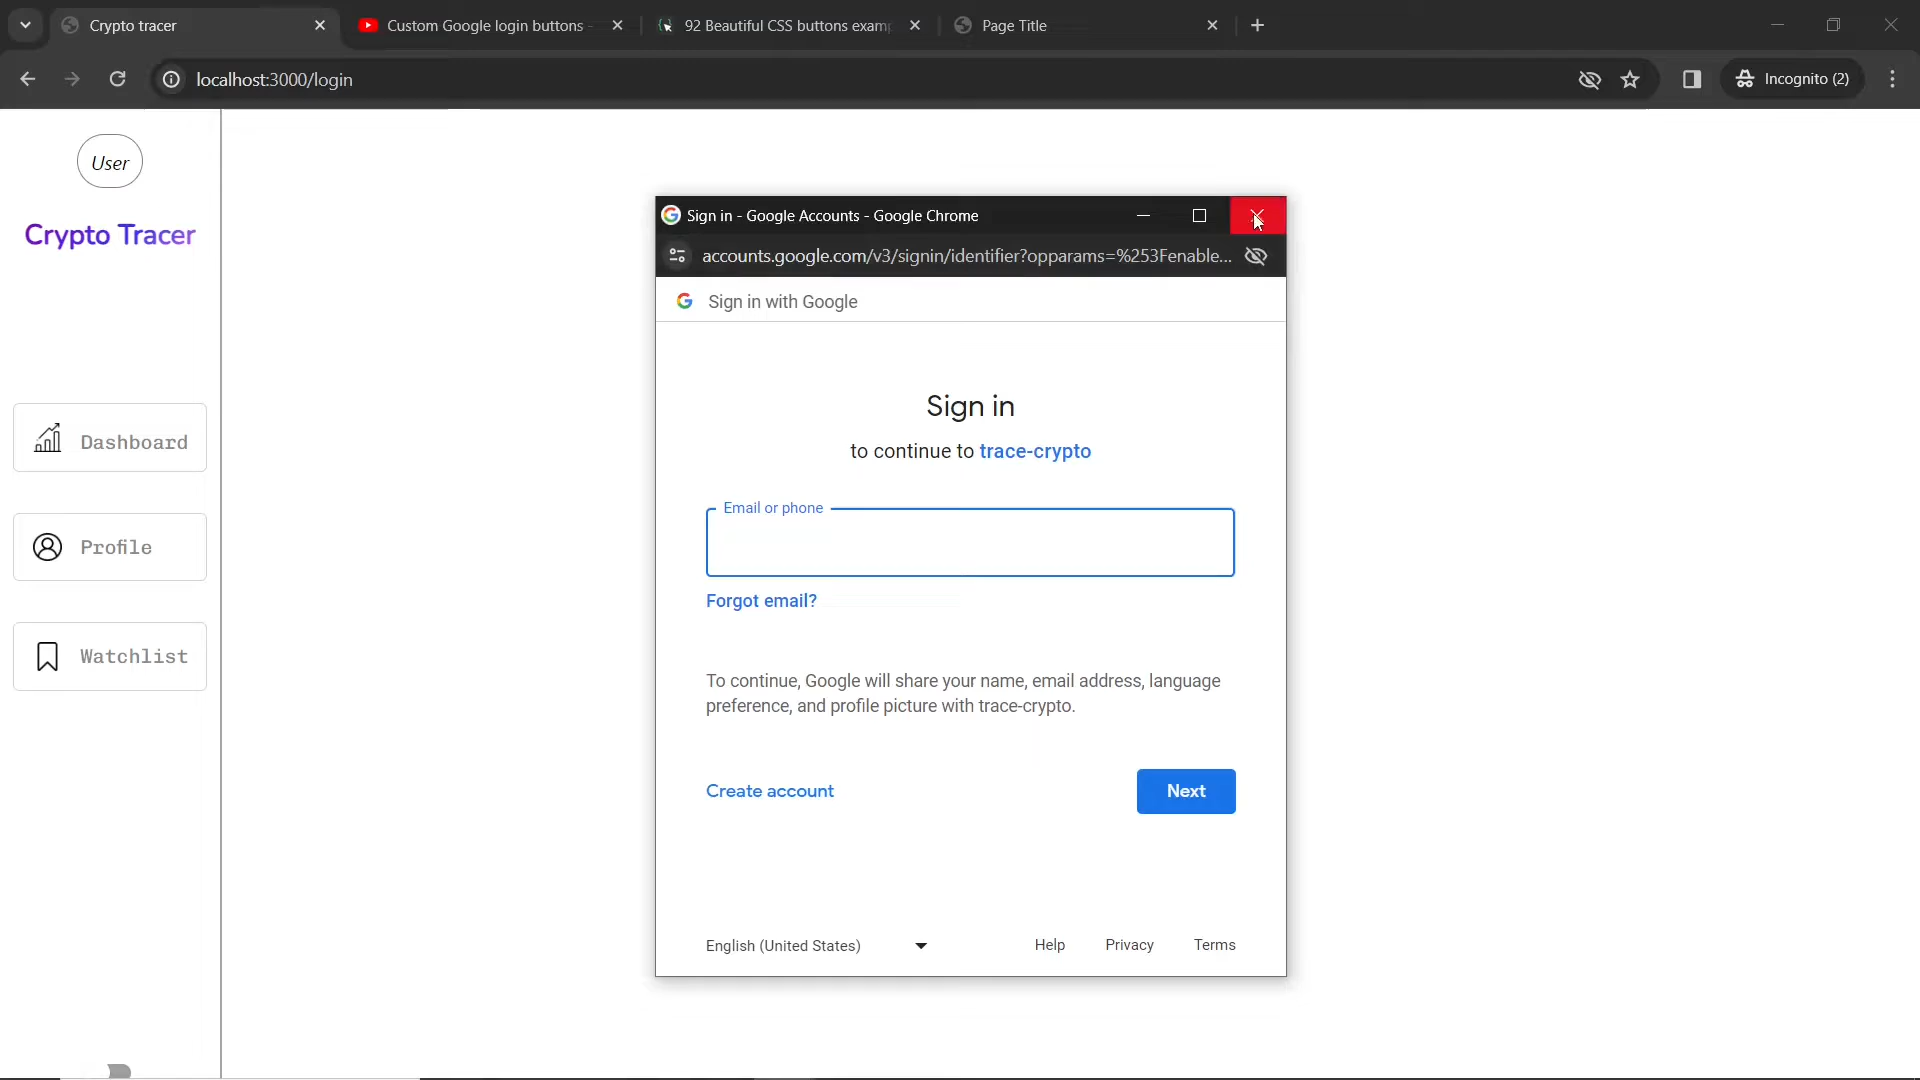 Crypto tracer
Custom Google login buttons -
92 Beautiful CSS buttons exam
Page Title
localhost:3000/login
Incognito (2)
User
Crypto Tracer
Dashboard
Profile
Watchlist
Sign in - Google Accounts - Google Chrome
accounts.google.com/v3/signin/identifier?opparams=%253Fenable...
Sign in with Google
Sign in
to continue to trace-crypto
Email or phone
Forgot email?
To continue, Google will share your name, email address, language
preference, and profile picture with trace-crypto.
Create account
Next
English (United States)
Help
Privacy
Terms